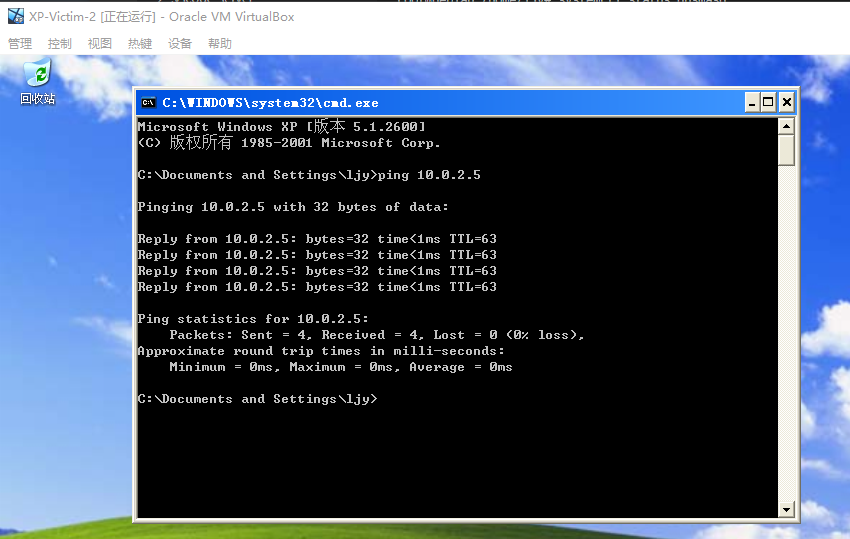 XP-Victim-2 [正在运行] - Oracle VM VirtualBox
管理 控制 视图 热键 设备 帮助
回收站
C:\WINDOWS\system32\cmd.exe
Microsoft Windows XP [版本 5.1.2600]
(C) 版权所有 1985-2001 Microsoft Corp.
C:\Documents and Settings\ljy>ping 10.0.2.5
Pinging 10.0.2.5 with 32 bytes of data:
Reply from 10.0.2.5: bytes=32 time<1ms TTL=63
Reply from 10.0.2.5: bytes=32 time<1ms TTL=63
Reply from 10.0.2.5: bytes=32 time<1ms TTL=63
Reply from 10.0.2.5: bytes=32 time<1ms TTL=63
Ping statistics for 10.0.2.5:
Packets: Sent = 4, Received = 4, Lost = 0 (0% loss),
Approximate round trip times in milli-seconds:
Minimum = 0ms, Maximum = 0ms, Average = 0ms
C:\Documents and Settings\ljy>